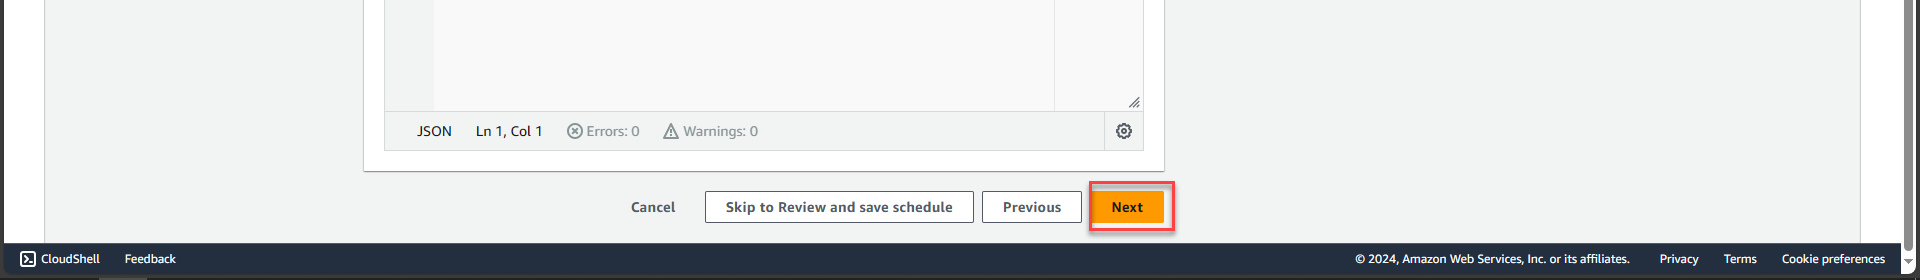 JSON Ln 1, Col 1 Errors: 0 Warnings: 0
Cancel Skip to Review and save schedule Previous Next
CloudShell Feedback © 2024, Amazon Web Services, Inc. or its affiliates. Privacy Terms Cookie preferences